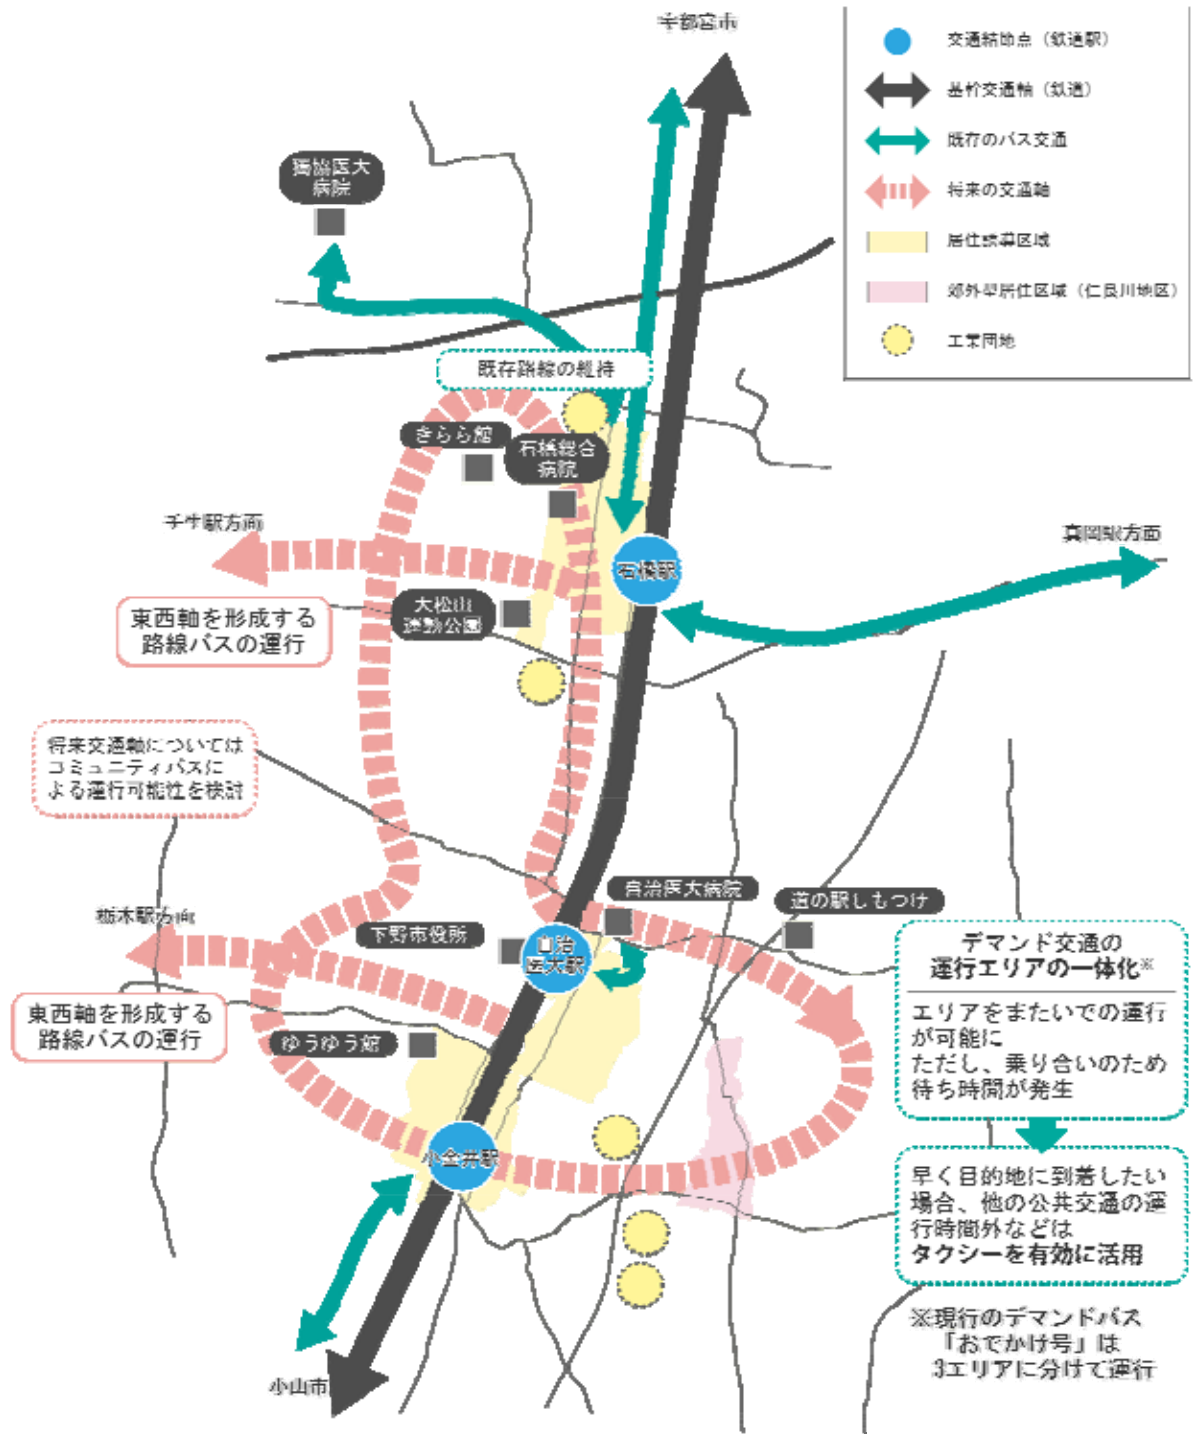 宇都宮市
交通結節点（鉄道駅）
基幹交通軸（鉄道）
既存のバス交通
将来の交通軸
居住誘導区域
郊外型居住区域（仁良川地区）
工業団地
獨協医大
病院
既存路線の維持
きらら館
石橋総合
病院
壬生駅方面
真岡駅方面
石橋駅
大松山
運動公園
東西軸を形成する
路線バスの運行
将来交通軸については
コミュニティバスに
よる運行可能性を検討
栃木駅方面
下野市役所
自治
医大駅
自治医大病院
道の駅しもつけ
東西軸を形成する
路線バスの運行
ゆうゆう館
小金井駅
小山市
デマンド交通の
運行エリアの一体化※
エリアをまたいでの運行
が可能に
ただし、乗り合いのため
待ち時間が発生
早く目的地に到着したい
場合、他の公共交通の運
行時間外などは
タクシーを有効に活用
※現行のデマンドバス
「おでかけ号」は
3エリアに分けて運行